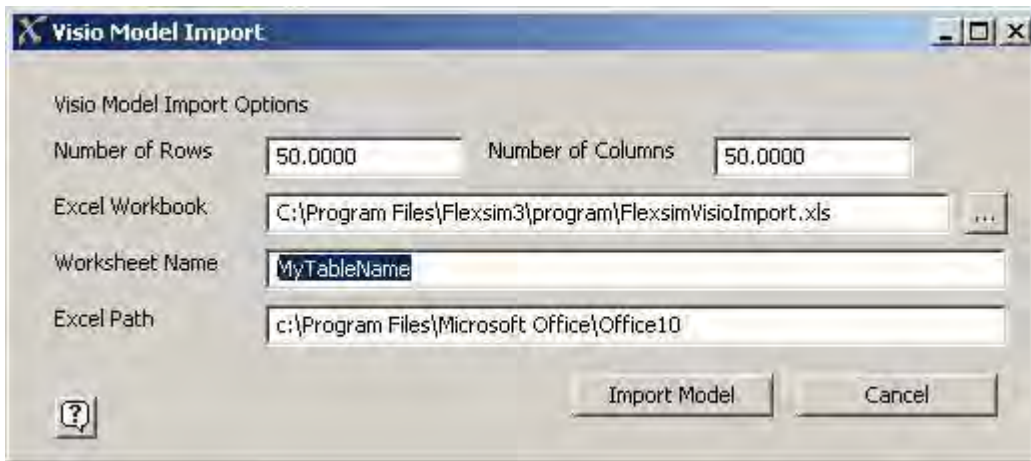 Visio Model Import
Visio Model Import Options
Number of Rows 50.0000 Number of Columns 50.0000
Excel Workbook C:\Program Files\Flexsim3\program\FlexsimVisioImport.xls ...
Worksheet Name MyTableName
Excel Path c:\Program Files\Microsoft Office\Office10
? Import Model Cancel